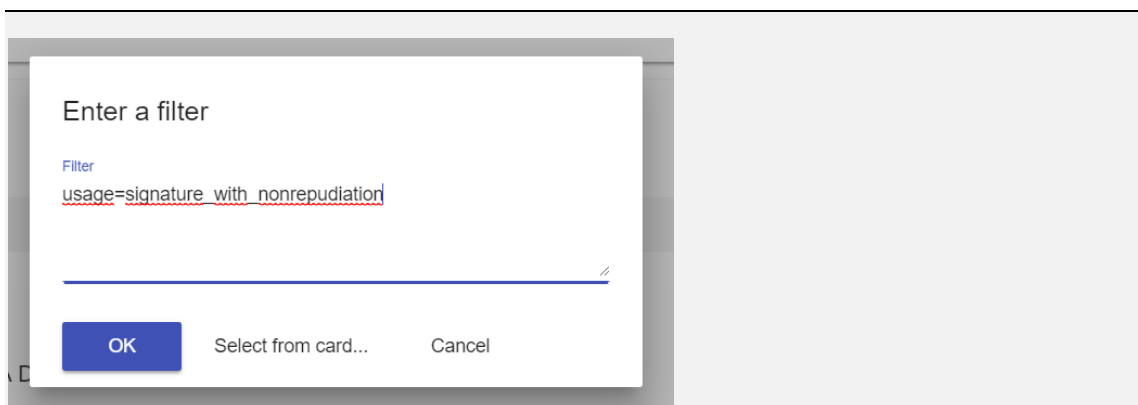 Enter a filter
Filter
usage=signature_with_nonrepudiation
OK Select from card... Cancel